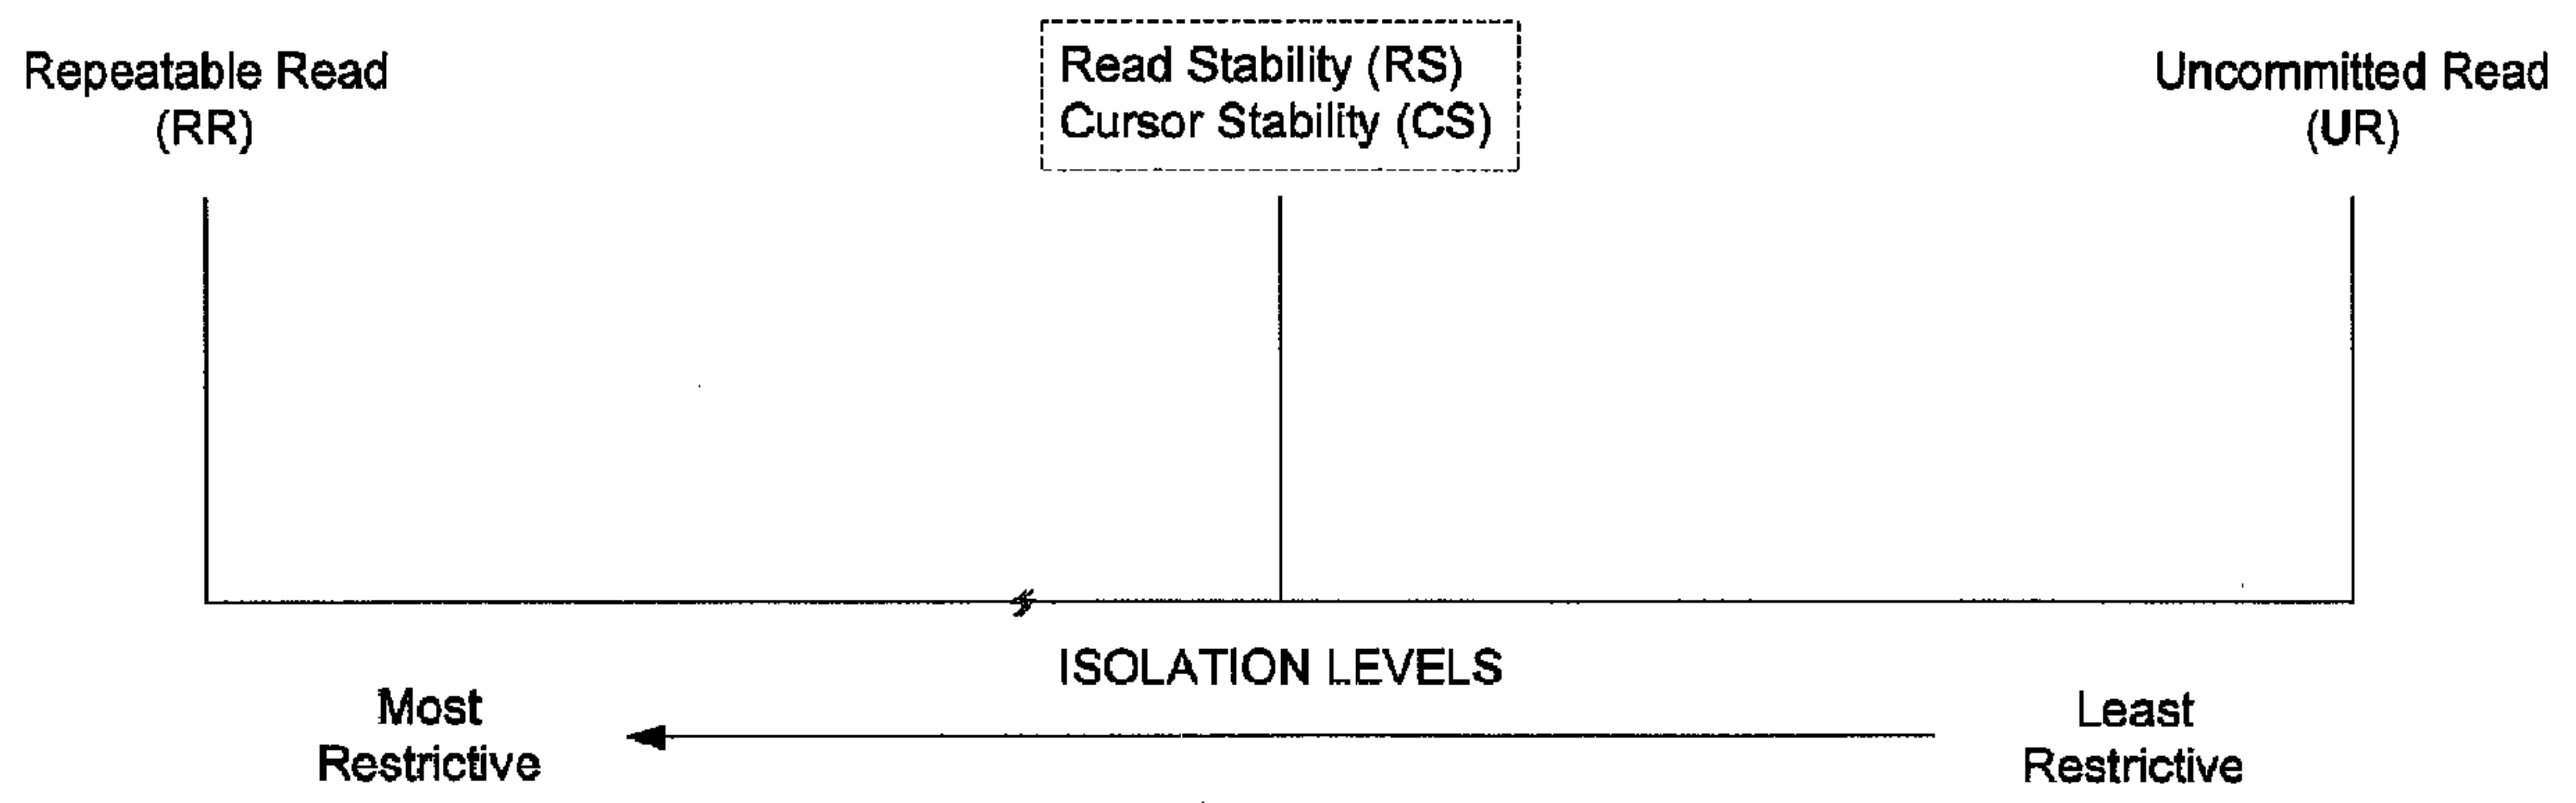 Repeatable Read
(RR)
Read Stability (RS)
Cursor Stability (CS)
Uncommitted Read
(UR)
ISOLATION LEVELS
Most
Restrictive
Least
Restrictive